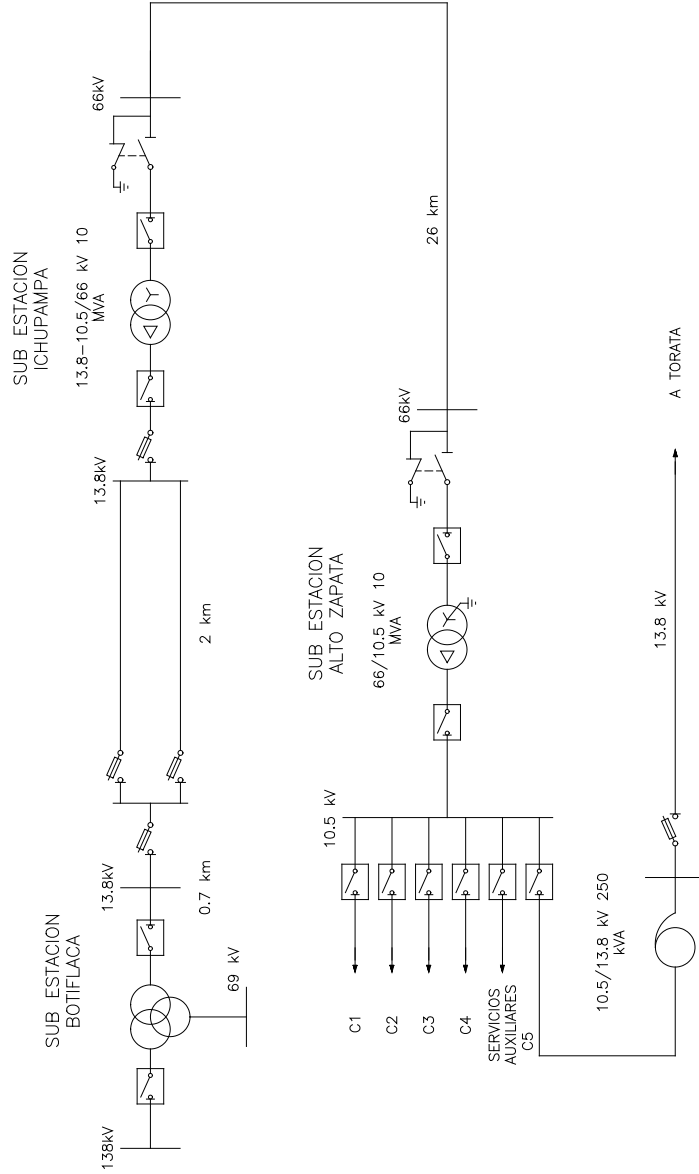 SUB ESTACION
BOTIFLACA
138kV
69 kV
13.8kV
0.7 km
2 km
13.8kV
SUB ESTACION
ICHUPAMPA
13.8-10.5/66 kV 10
MVA
66kV
26 km
66kV
SUB ESTACION
ALTO ZAPATA
66/10.5 kV 10
MVA
10.5 kV
C1
C2
C3
C4
SERVICIOS
AUXILIARES
C5
10.5/13.8 kV 250
kVA
13.8 kV
A TORATA